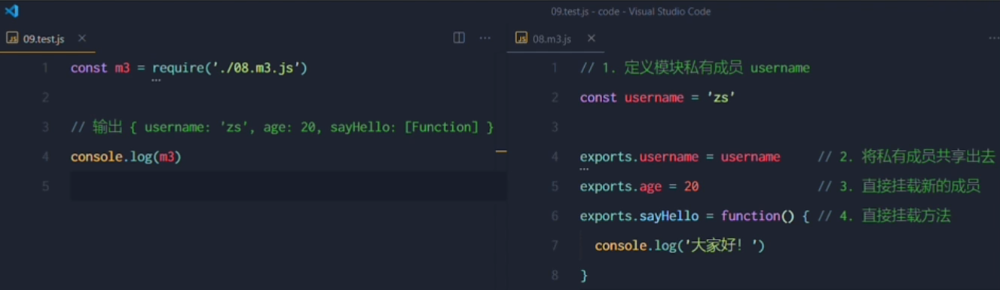 09.test.js - code - Visual Studio Code
JS 09.test.js
1 const m3 = require('./08.m3.js')
2
3 // 输出 { username: 'zs', age: 20, sayHello: [Function] }
4 console.log(m3)
5
JS 08.m3.js
1 // 1. 定义模块私有成员 username
2 const username = 'zs'
3
4 exports.username = username // 2. 将私有成员共享出去
5 exports.age = 20 // 3. 直接挂载新的成员
6 exports.sayHello = function() { // 4. 直接挂载方法
7 console.log('大家好！')
8 }